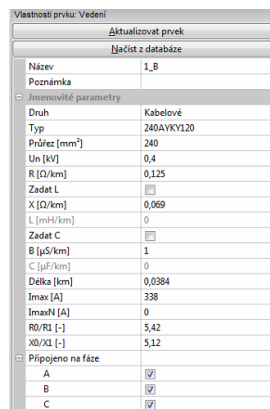 Vlastnosti prvku: Vedení
Aktualizovat prvek
Načíst z databáze
Název 1_B
Poznámka
Jmenovité parametry
Druh Kabelové
Typ 240AYKY120
Průřez [mm²] 240
Un [kV] 0,4
R [Ω/km] 0,125
Zadat L
X [Ω/km] 0,069
L [mH/km] 0
Zadat C
B [µS/km] 1
C [µF/km] 0
Délka [km] 0,0384
Imax [A] 338
ImaxN [A] 0
R0/R1 [-] 5,42
X0/X1 [-] 5,12
Připojeno na fáze
A
B
C